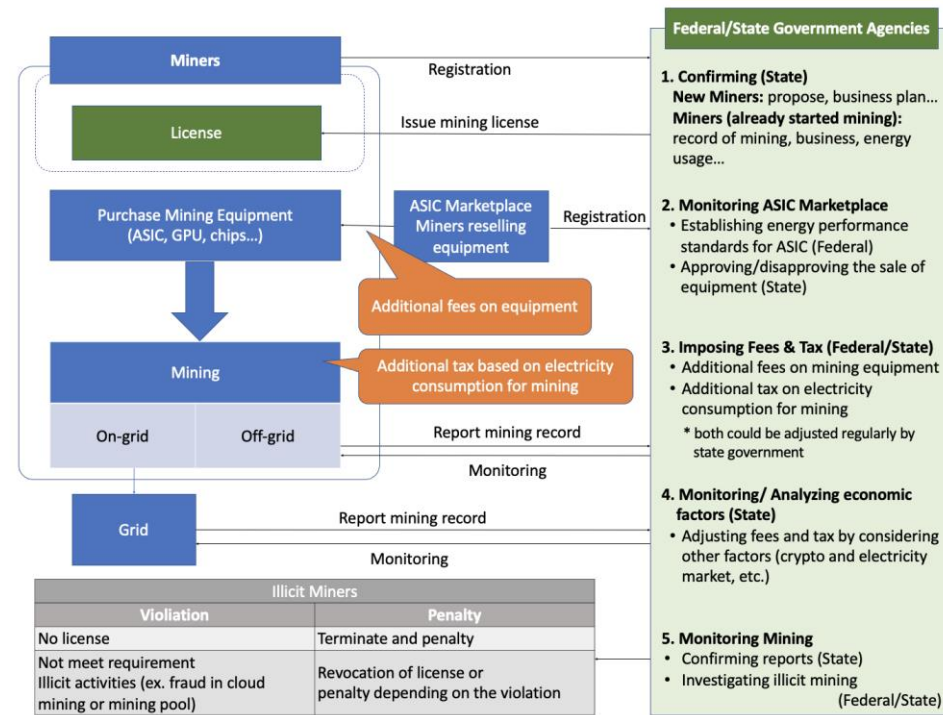 Miners
Registration
License
Issue mining license
Purchase Mining Equipment
(ASIC, GPU, chips...)
ASIC Marketplace
Miners reselling
equipment
Registration
Additional fees on equipment
Mining
Additional tax based on electricity
consumption for mining
On-grid
Off-grid
Report mining record
Monitoring
Grid
Report mining record
Monitoring
Illicit Miners
Violiation
Penalty
No license
Terminate and penalty
Not meet requirement
Illicit activities (ex. fraud in cloud
mining or mining pool)
Revocation of license or
penalty depending on the violation
Federal/State Government Agencies
1. Confirming (State)
New Miners: propose, business plan...
Miners (already started mining):
record of mining, business, energy
usage...
2. Monitoring ASIC Marketplace
• Establishing energy performance
standards for ASIC (Federal)
• Approving/disapproving the sale of
equipment (State)
3. Imposing Fees & Tax (Federal/State)
• Additional fees on mining equipment
• Additional tax on electricity
consumption for mining
* both could be adjusted regularly by
state government
4. Monitoring/ Analyzing economic
factors (State)
• Adjusting fees and tax by considering
other factors (crypto and electricity
market, etc.)
5. Monitoring Mining
• Confirming reports (State)
• Investigating illicit mining
(Federal/State)